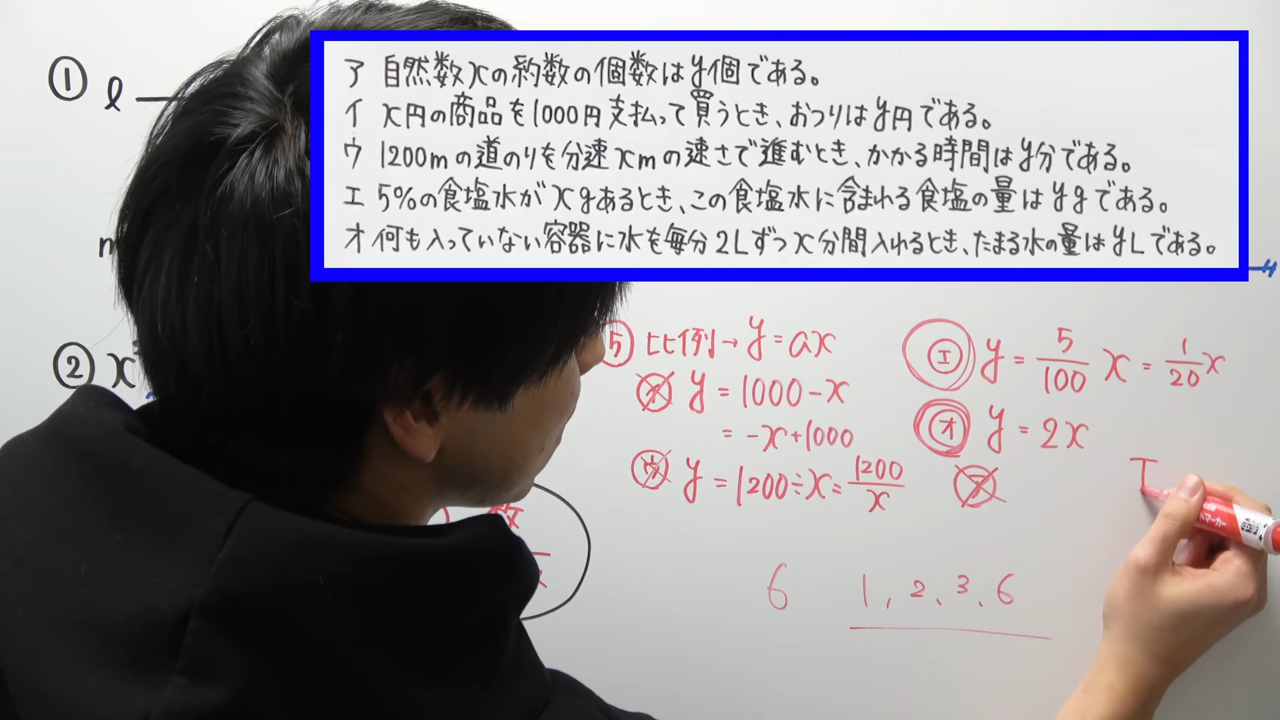 ① ℓ
ア 自然数xの約数の個数はy個である。
イ x円の商品を1000円支払って買うとき、おつりはy円である。
ウ 1200mの道のりを分速xmの速さで進むとき、かかる時間はy分である。
エ 5%の食塩水がxgあるとき、この食塩水に含まれる食塩の量はygである。
オ 何も入っていない容器に水を毎分2Lずつx分間入れるとき、たまる水の量はyLである。
② x
⑤ 比例→y=ax
イ y=1000-x
=-x+1000
ウ y=1200÷x=1200/x
エ y=5/100 x=1/20 x
オ y=2x
ア
6 1, 2, 3, 6
数